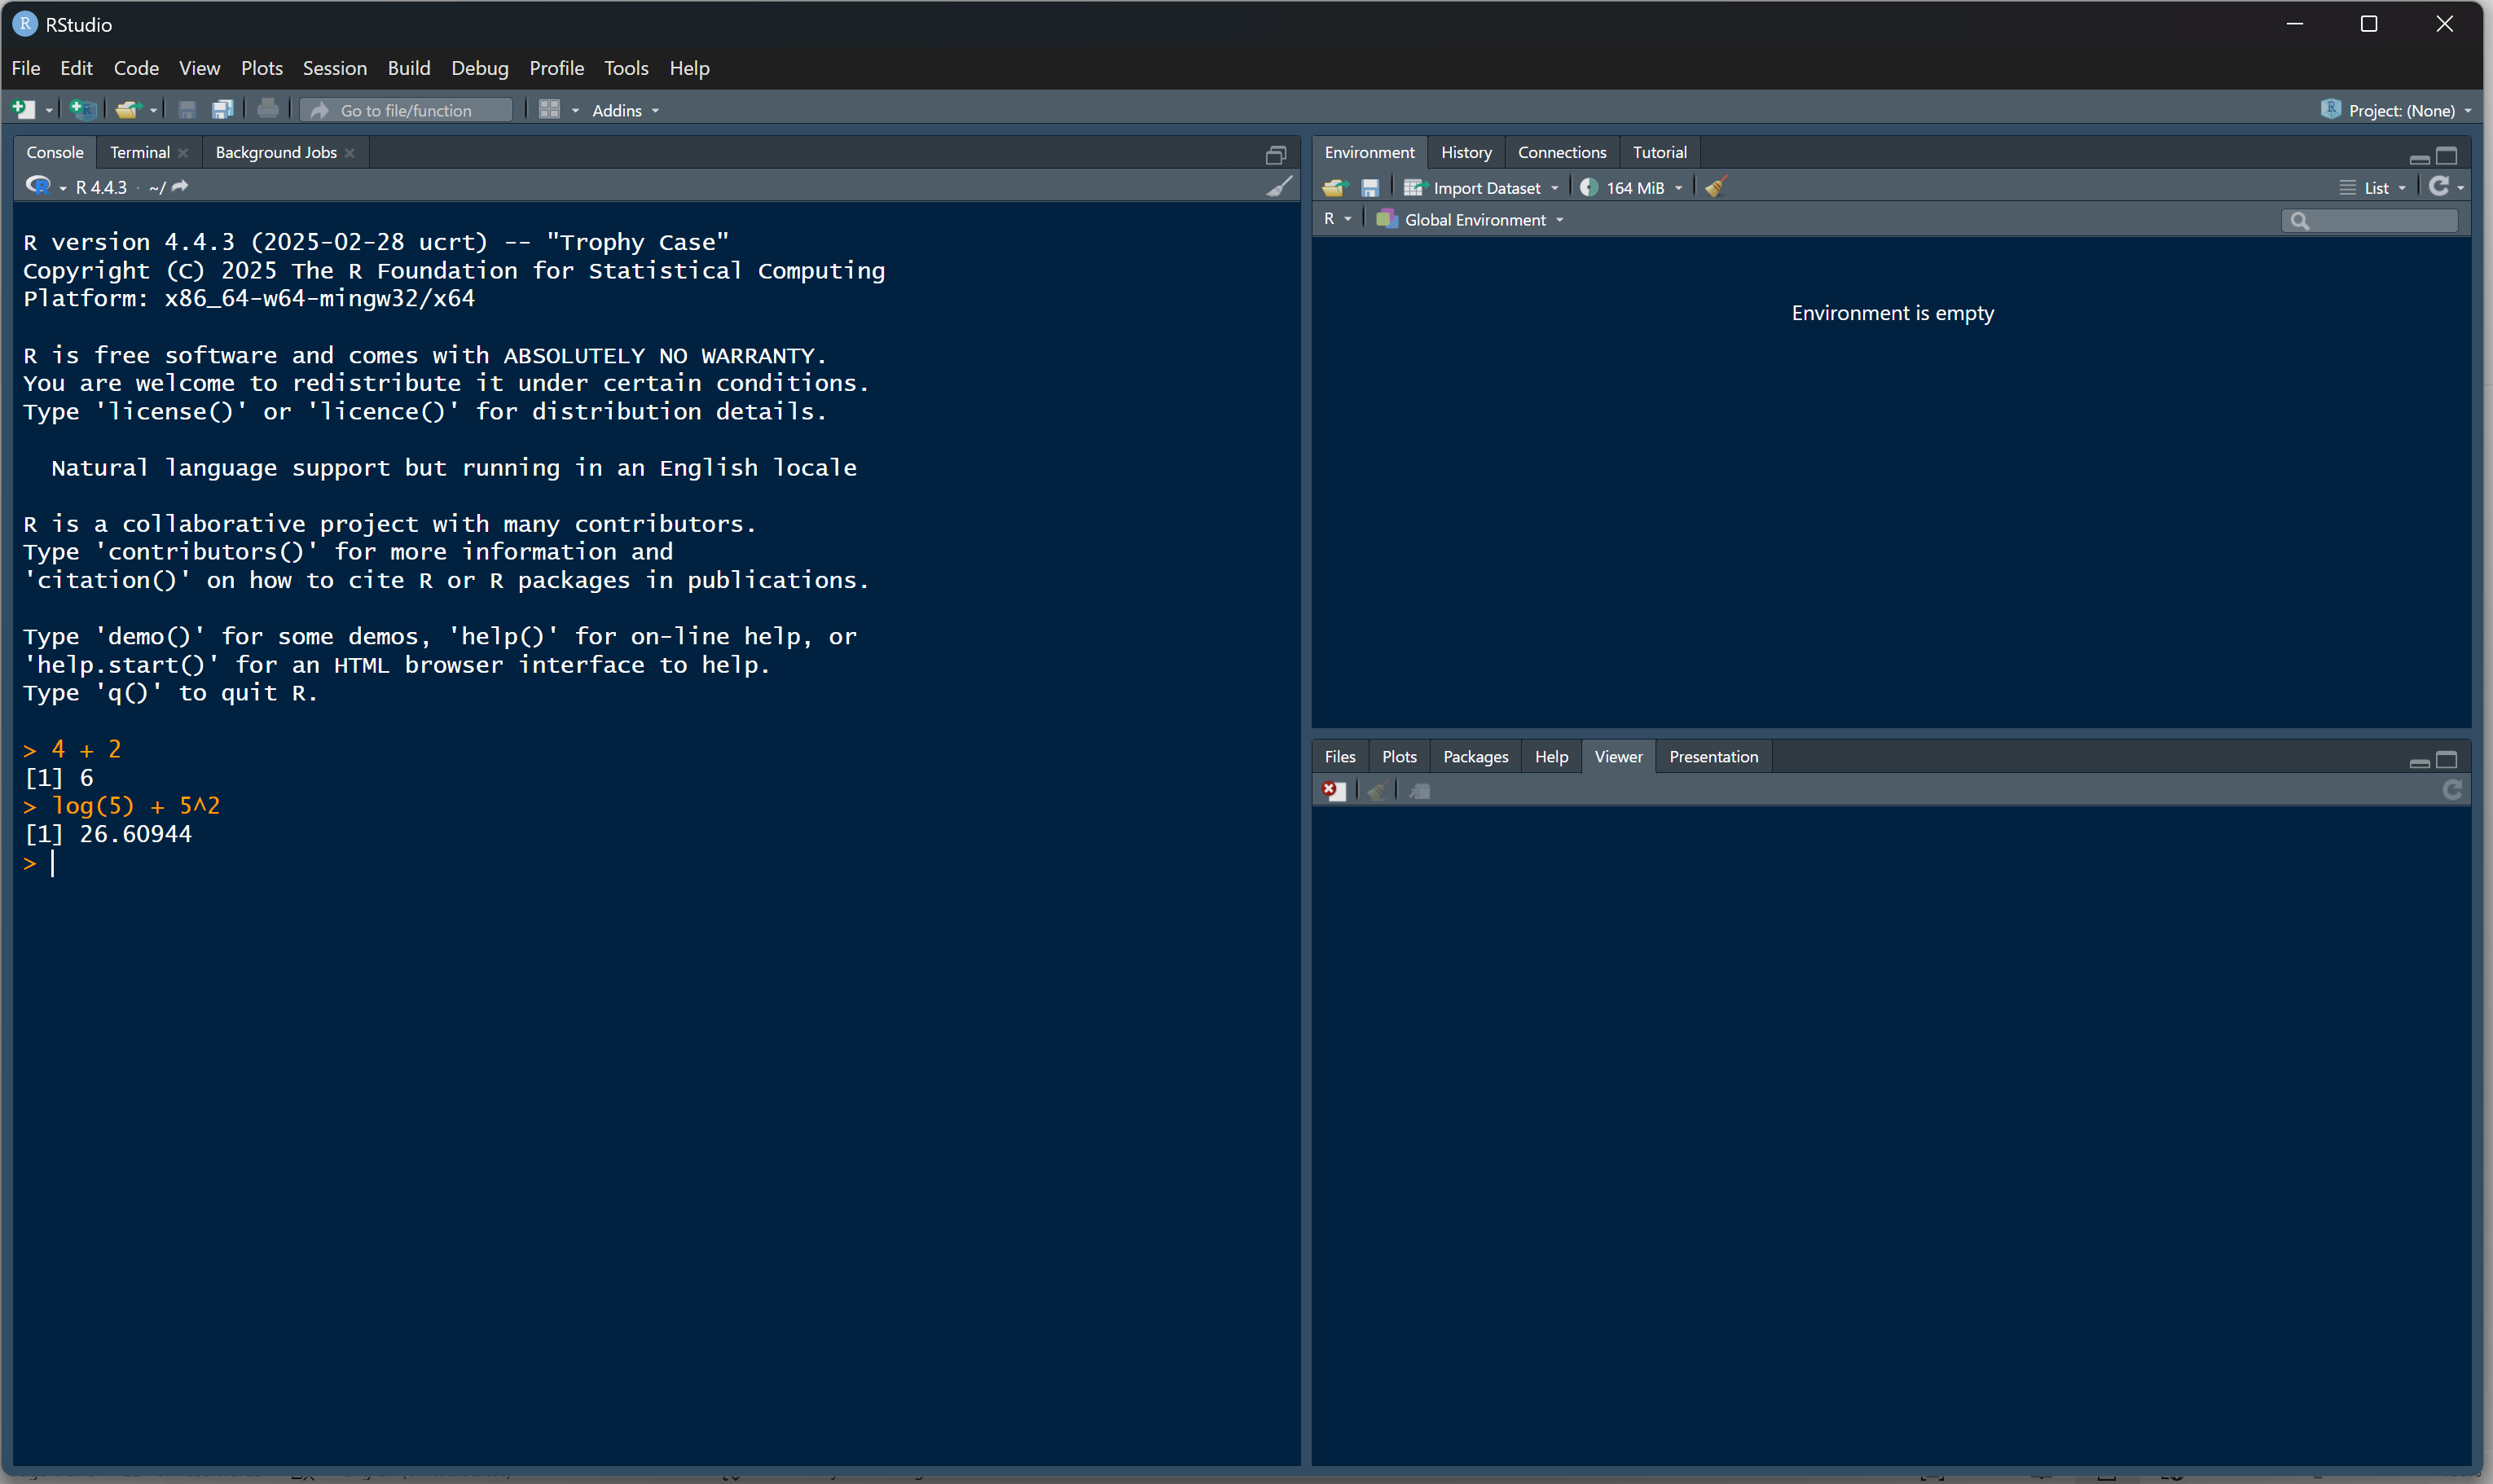 RStudio
File Edit Code View Plots Session Build Debug Profile Tools Help
Go to file/function Addins Project: (None)
Console Terminal Background Jobs
R 4.4.3 · ~/
R version 4.4.3 (2025-02-28 ucrt) -- "Trophy Case"
Copyright (C) 2025 The R Foundation for Statistical Computing
Platform: x86_64-w64-mingw32/x64
R is free software and comes with ABSOLUTELY NO WARRANTY.
You are welcome to redistribute it under certain conditions.
Type 'license()' or 'licence()' for distribution details.
Natural language support but running in an English locale
R is a collaborative project with many contributors.
Type 'contributors()' for more information and
'citation()' on how to cite R or R packages in publications.
Type 'demo()' for some demos, 'help()' for on-line help, or
'help.start()' for an HTML browser interface to help.
Type 'q()' to quit R.
> 4 + 2
[1] 6
> log(5) + 5^2
[1] 26.60944
>
Environment History Connections Tutorial
Import Dataset 164 MiB List
R Global Environment
Environment is empty
Files Plots Packages Help Viewer Presentation